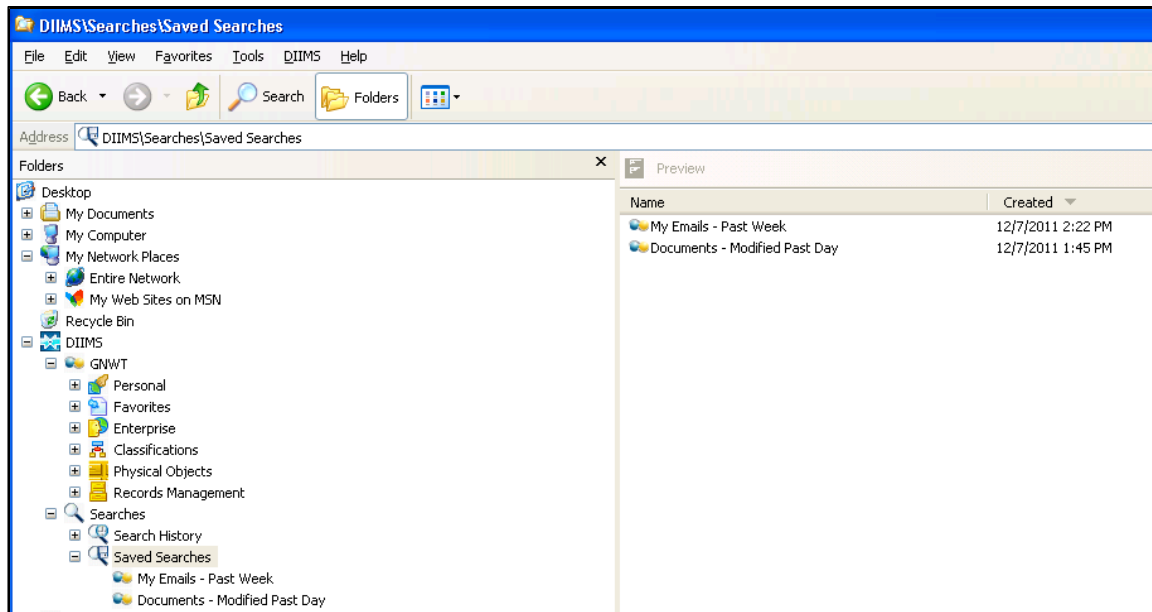 DIIMS\Searches\Saved Searches
File Edit View Favorites Tools DIIMS Help
Back Search Folders
Address DIIMS\Searches\Saved Searches
Folders
Desktop
My Documents
My Computer
My Network Places
Entire Network
My Web Sites on MSN
Recycle Bin
DIIMS
GNWT
Personal
Favorites
Enterprise
Classifications
Physical Objects
Records Management
Searches
Search History
Saved Searches
My Emails - Past Week
Documents - Modified Past Day
Preview
Name Created
My Emails - Past Week 12/7/2011 2:22 PM
Documents - Modified Past Day 12/7/2011 1:45 PM